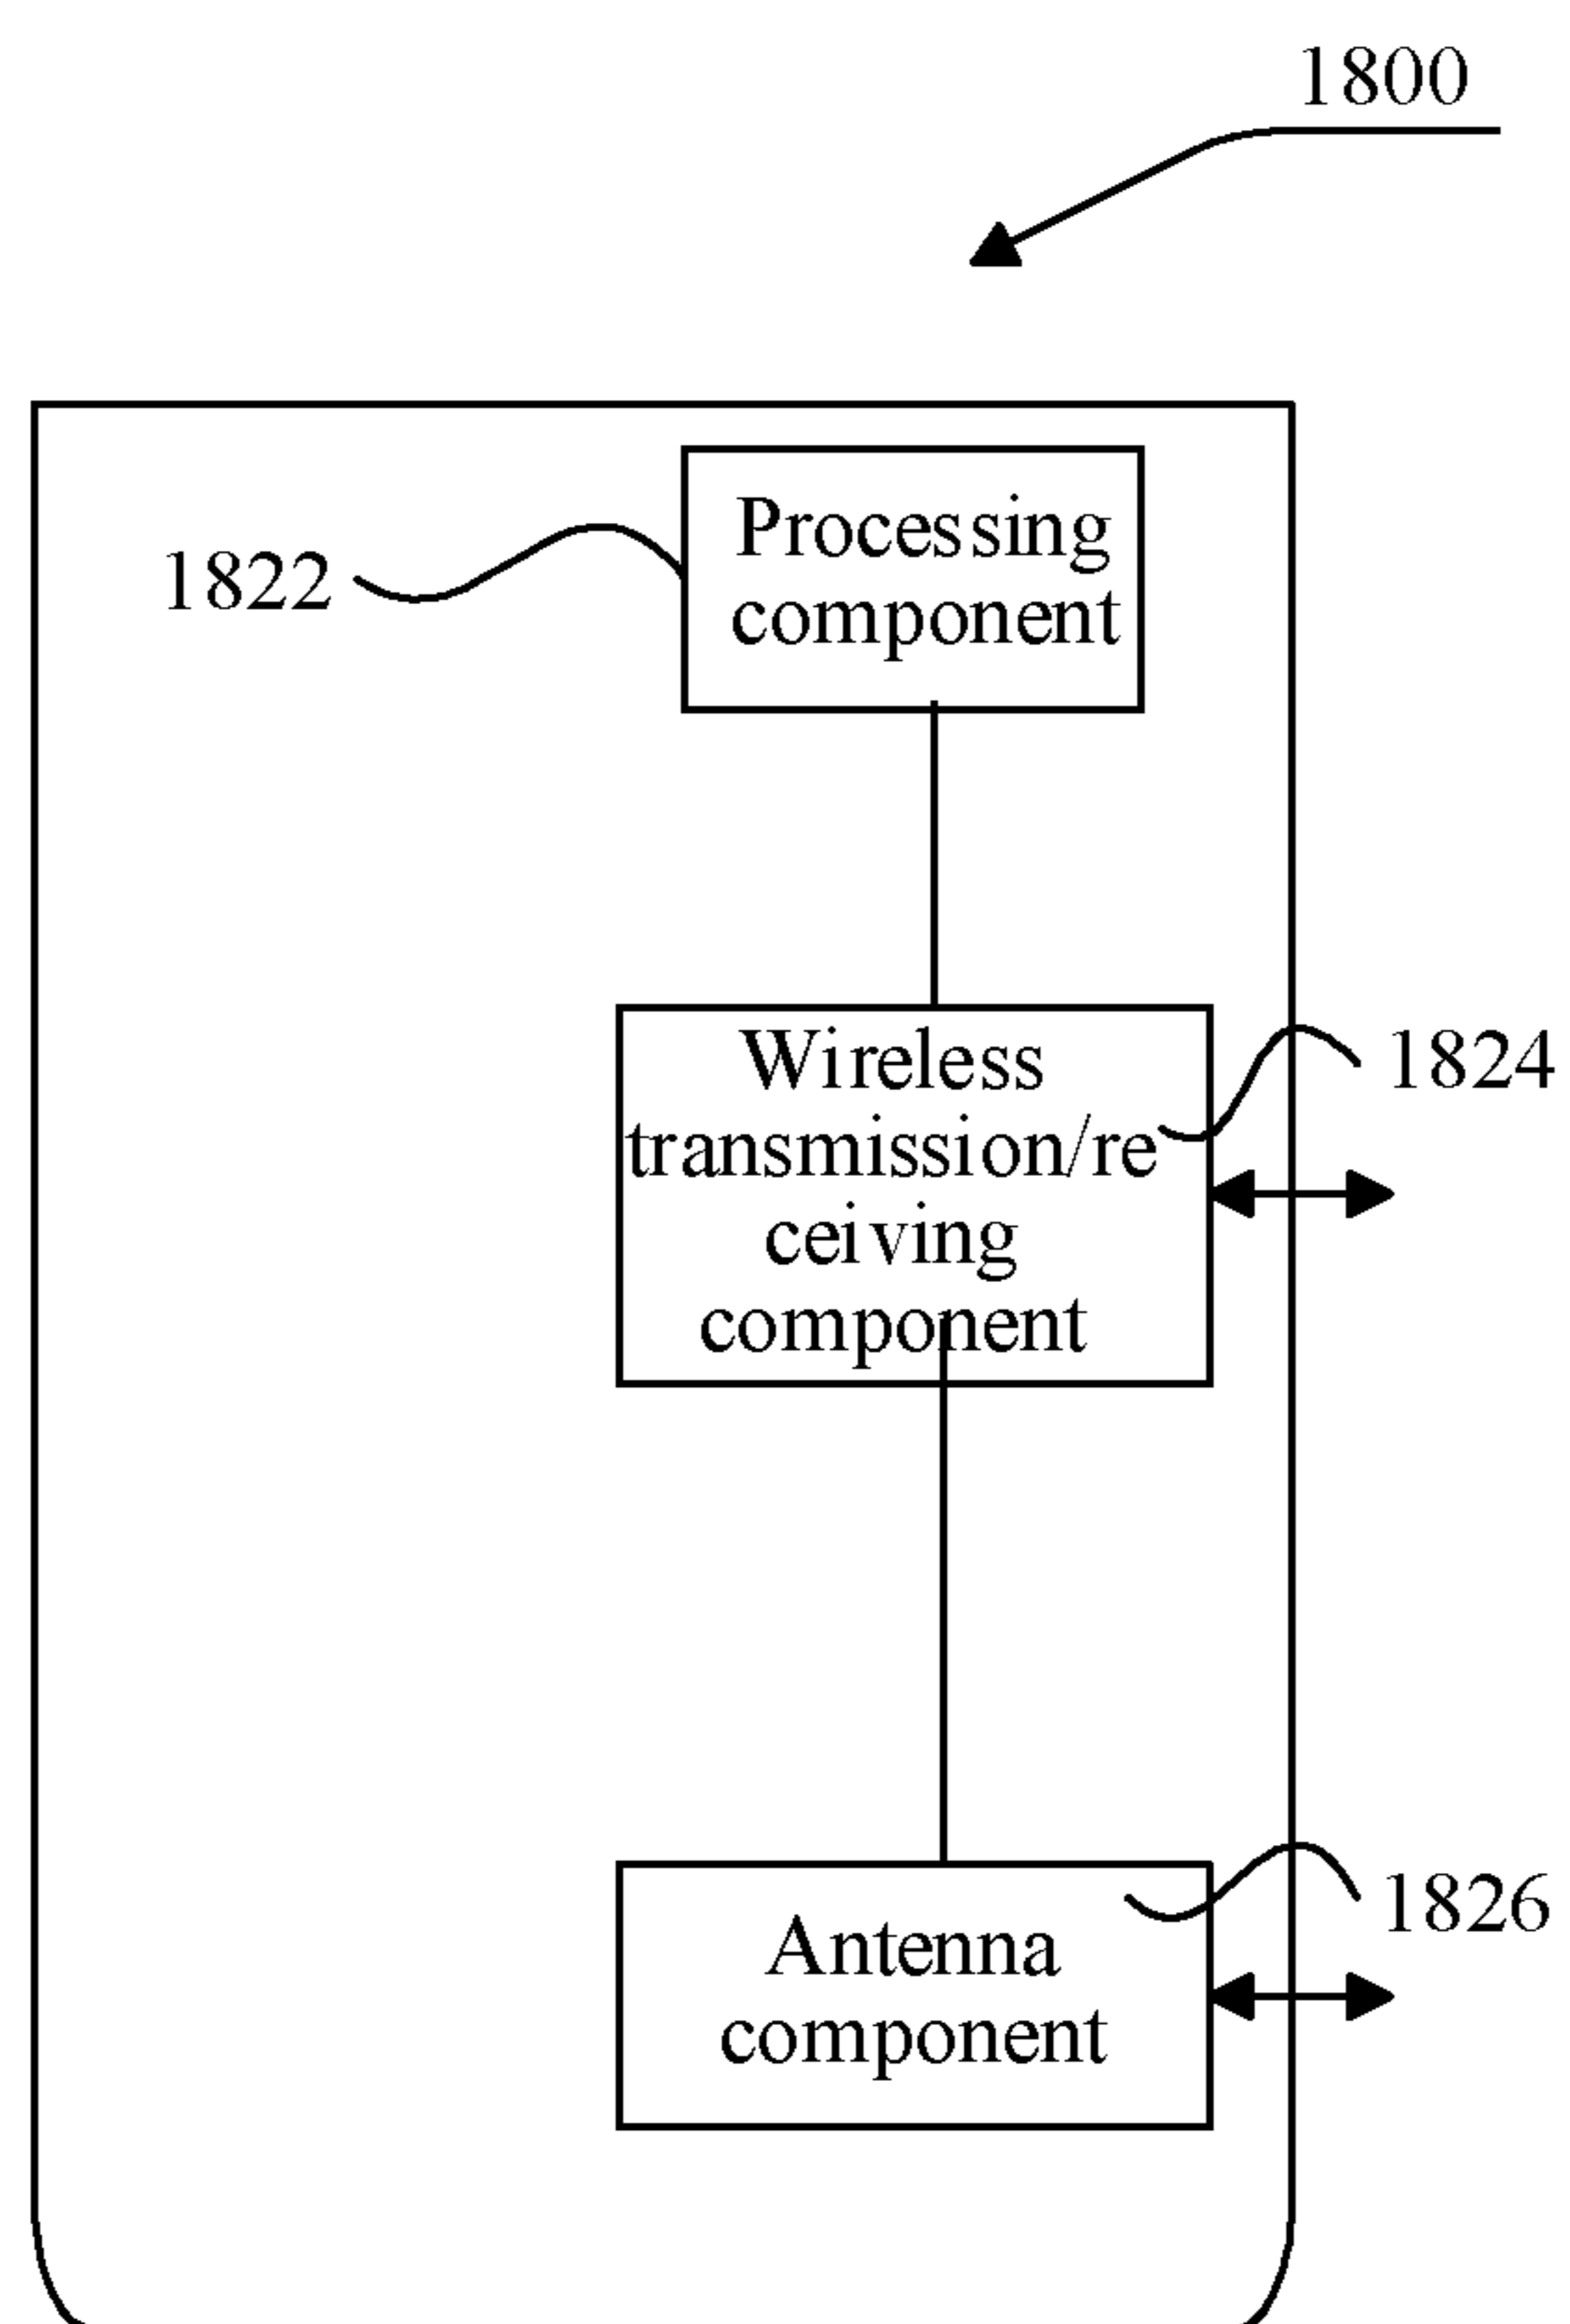 1800
Processing
component
1822
Wireless
transmission/re
ceiving
component
1824
Antenna
component
1826